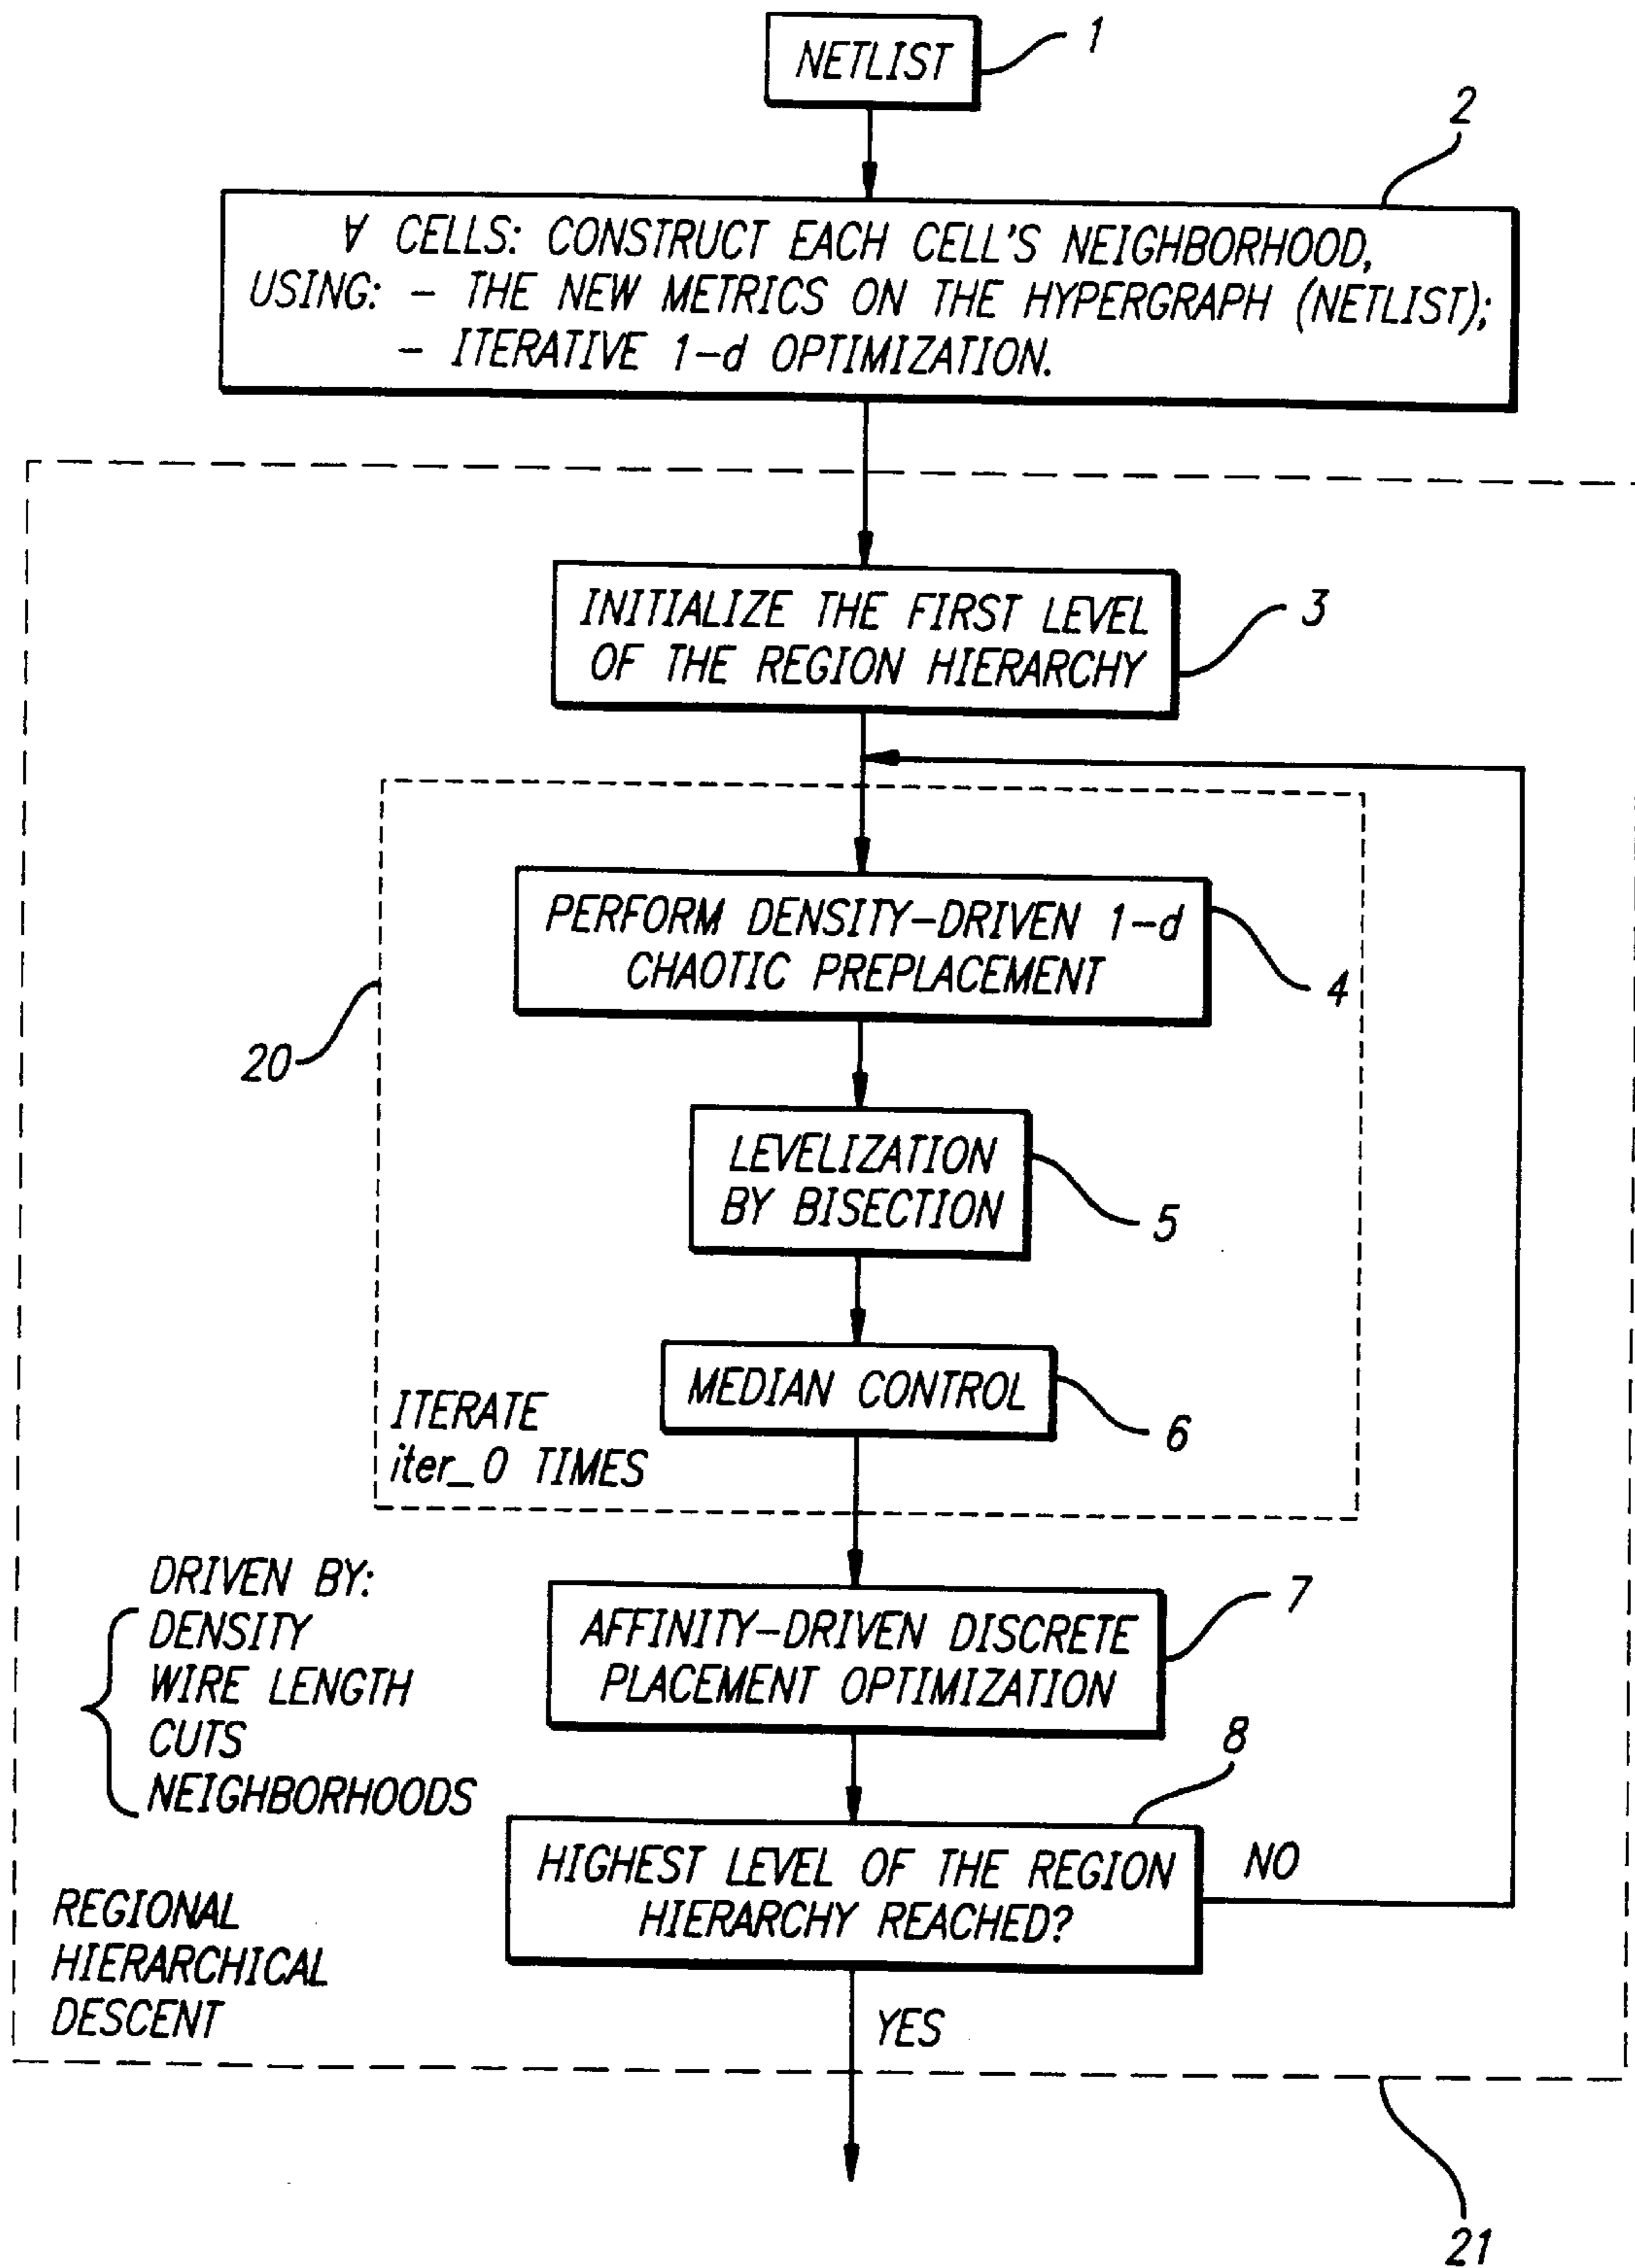 NETLIST
1
2
∀ CELLS: CONSTRUCT EACH CELL'S NEIGHBORHOOD,
USING: – THE NEW METRICS ON THE HYPERGRAPH (NETLIST);
– ITERATIVE 1-d OPTIMIZATION.
INITIALIZE THE FIRST LEVEL
OF THE REGION HIERARCHY
3
PERFORM DENSITY-DRIVEN 1-d
CHAOTIC PREPLACEMENT
4
20
LEVELIZATION
BY BISECTION
5
MEDIAN CONTROL
6
ITERATE
iter_0 TIMES
DRIVEN BY:
DENSITY
WIRE LENGTH
CUTS
NEIGHBORHOODS
AFFINITY-DRIVEN DISCRETE
PLACEMENT OPTIMIZATION
7
8
HIGHEST LEVEL OF THE REGION
HIERARCHY REACHED?
NO
REGIONAL
HIERARCHICAL
DESCENT
YES
21